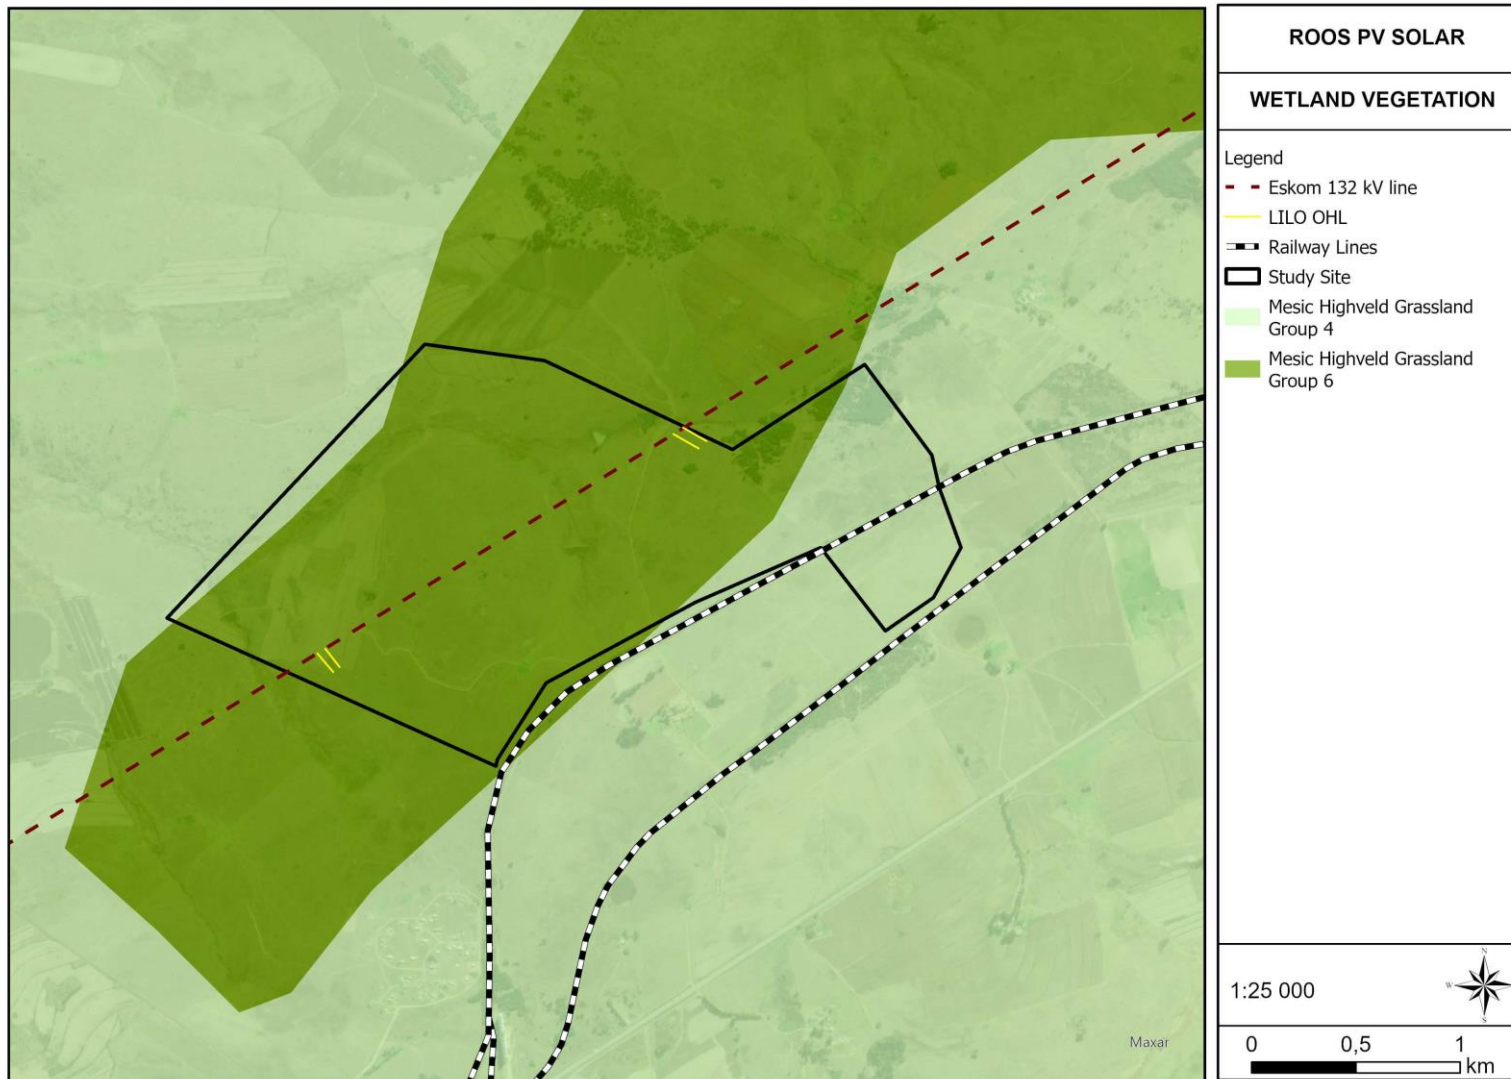 ROOS PV SOLAR
WETLAND VEGETATION
Legend
Eskom 132 kV line
LILO OHL
Railway Lines
Study Site
Mesic Highveld Grassland
Group 4
Mesic Highveld Grassland
Group 6
N
W
S
1:25 000
0 0,5 1
km
Maxar